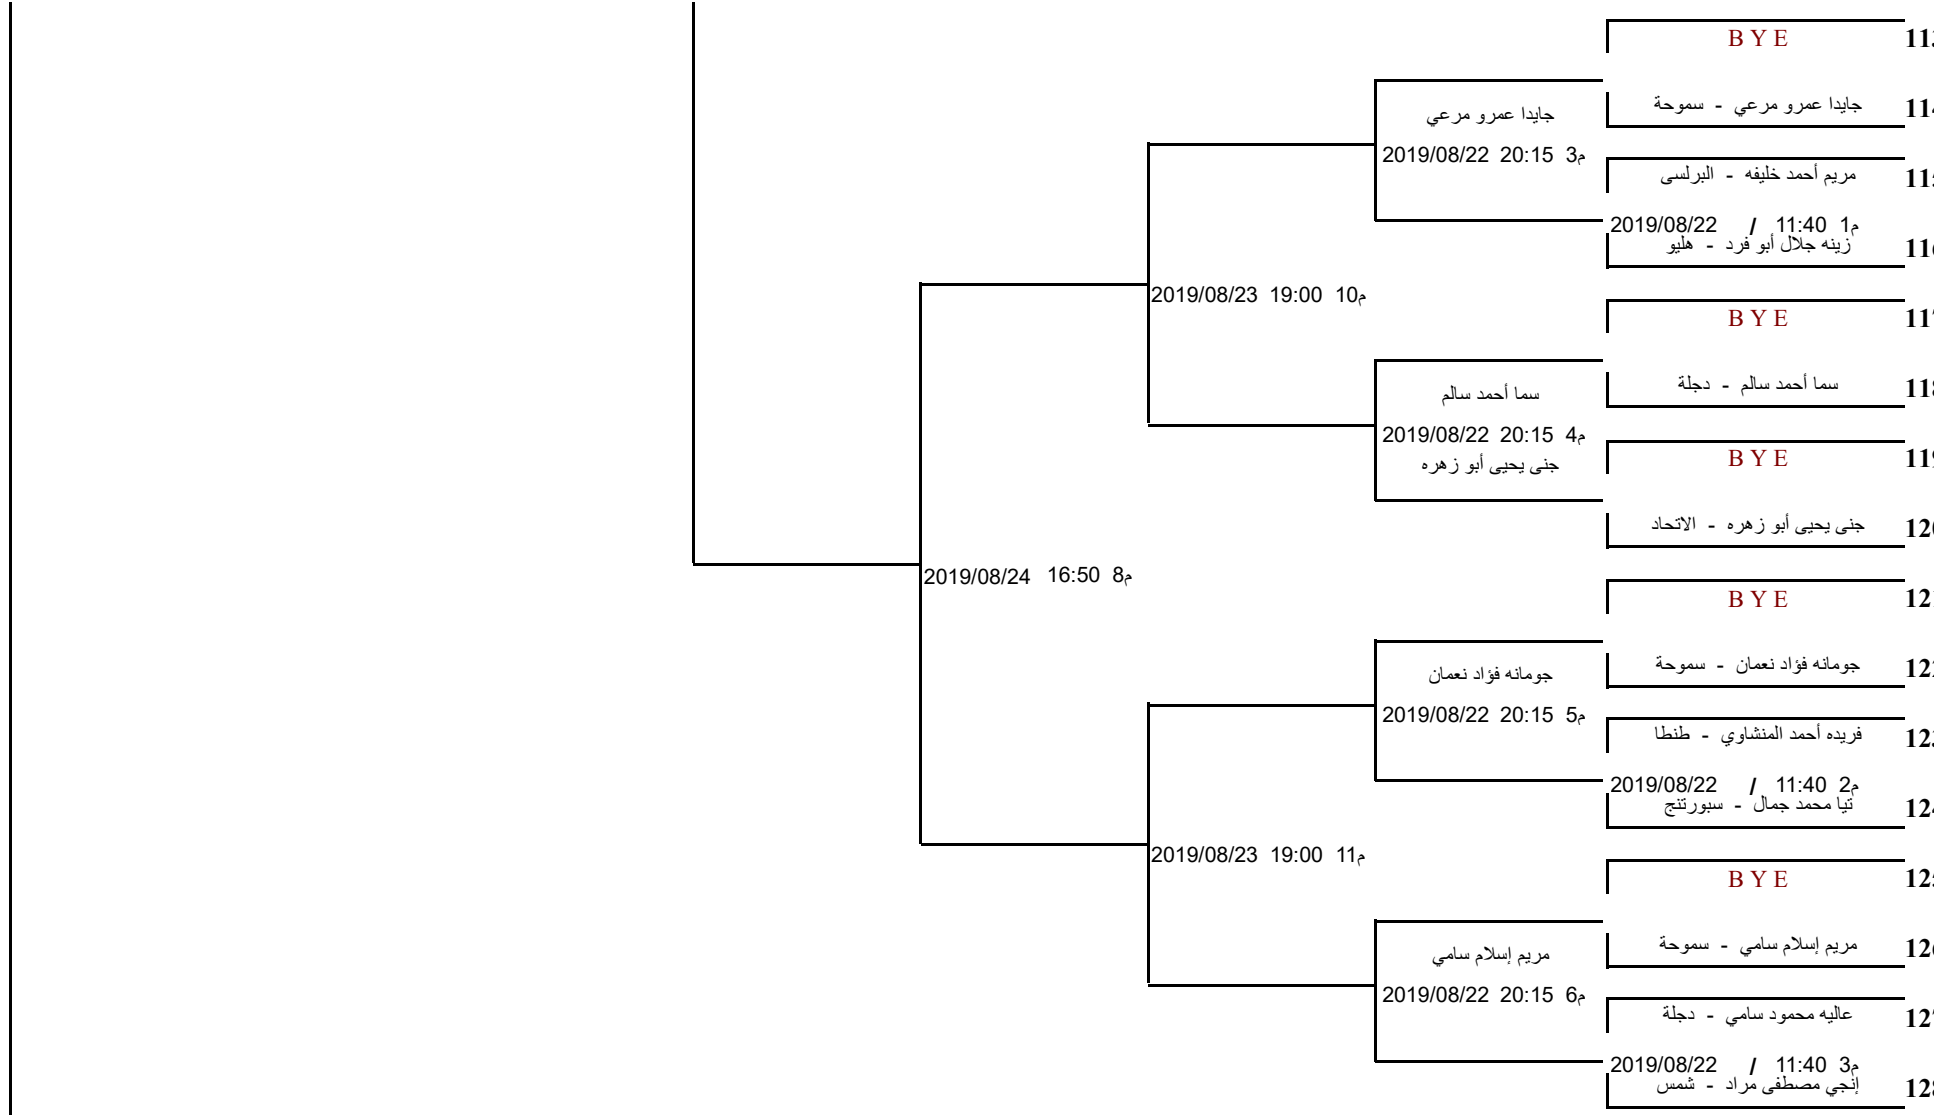 113 B Y E
114 جايدا عمرو مرعي - سموحة
جايدا عمرو مرعي
2019/08/22 20:15 م3
115 مريم أحمد خليفه - البرلسى
2019/08/22 / 11:40 م1
116 زينه جلال أبو فرد - هليو
2019/08/23 19:00 م10
117 B Y E
118 سما أحمد سالم - دجلة
سما أحمد سالم
2019/08/22 20:15 م4
جنى يحيى أبو زهره
119 B Y E
120 جنى يحيى أبو زهره - الاتحاد
2019/08/24 16:50 م8
121 B Y E
122 جومانه فؤاد نعمان - سموحة
جومانه فؤاد نعمان
2019/08/22 20:15 م5
123 فريده أحمد المنشاوي - طنطا
2019/08/22 / 11:40 م2
124 تيا محمد جمال - سبورتنج
2019/08/23 19:00 م11
125 B Y E
126 مريم إسلام سامي - سموحة
مريم إسلام سامي
2019/08/22 20:15 م6
127 عاليه محمود سامي - دجلة
2019/08/22 / 11:40 م3
128 إنجي مصطفى مراد - شمس